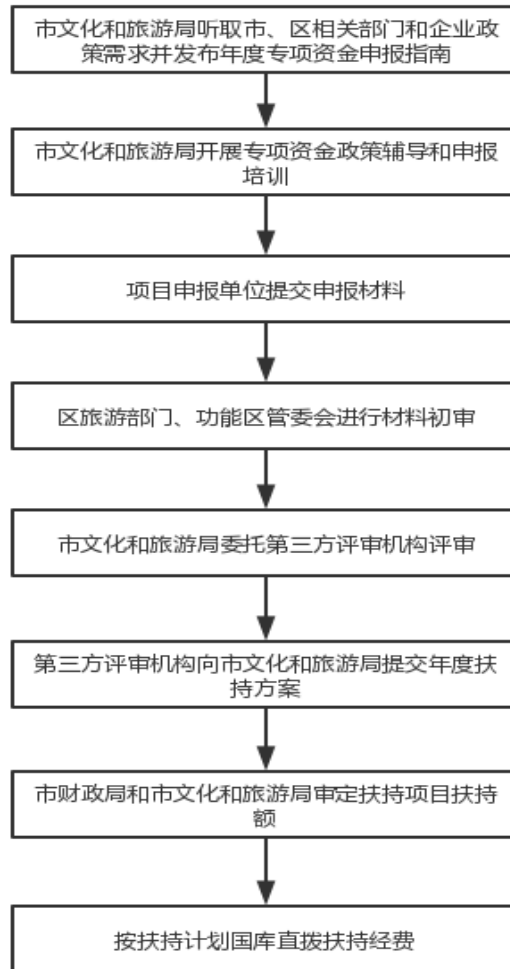 市文化和旅游局听取市、区相关部门和企业政
策需求并发布年度专项资金申报指南
市文化和旅游局开展专项资金政策辅导和申报
培训
项目申报单位提交申报材料
区旅游部门、功能区管委会进行材料初审
市文化和旅游局委托第三方评审机构评审
第三方评审机构向市文化和旅游局提交年度扶
持方案
市财政局和市文化和旅游局审定扶持项目扶持
额
按扶持计划国库直拨扶持经费